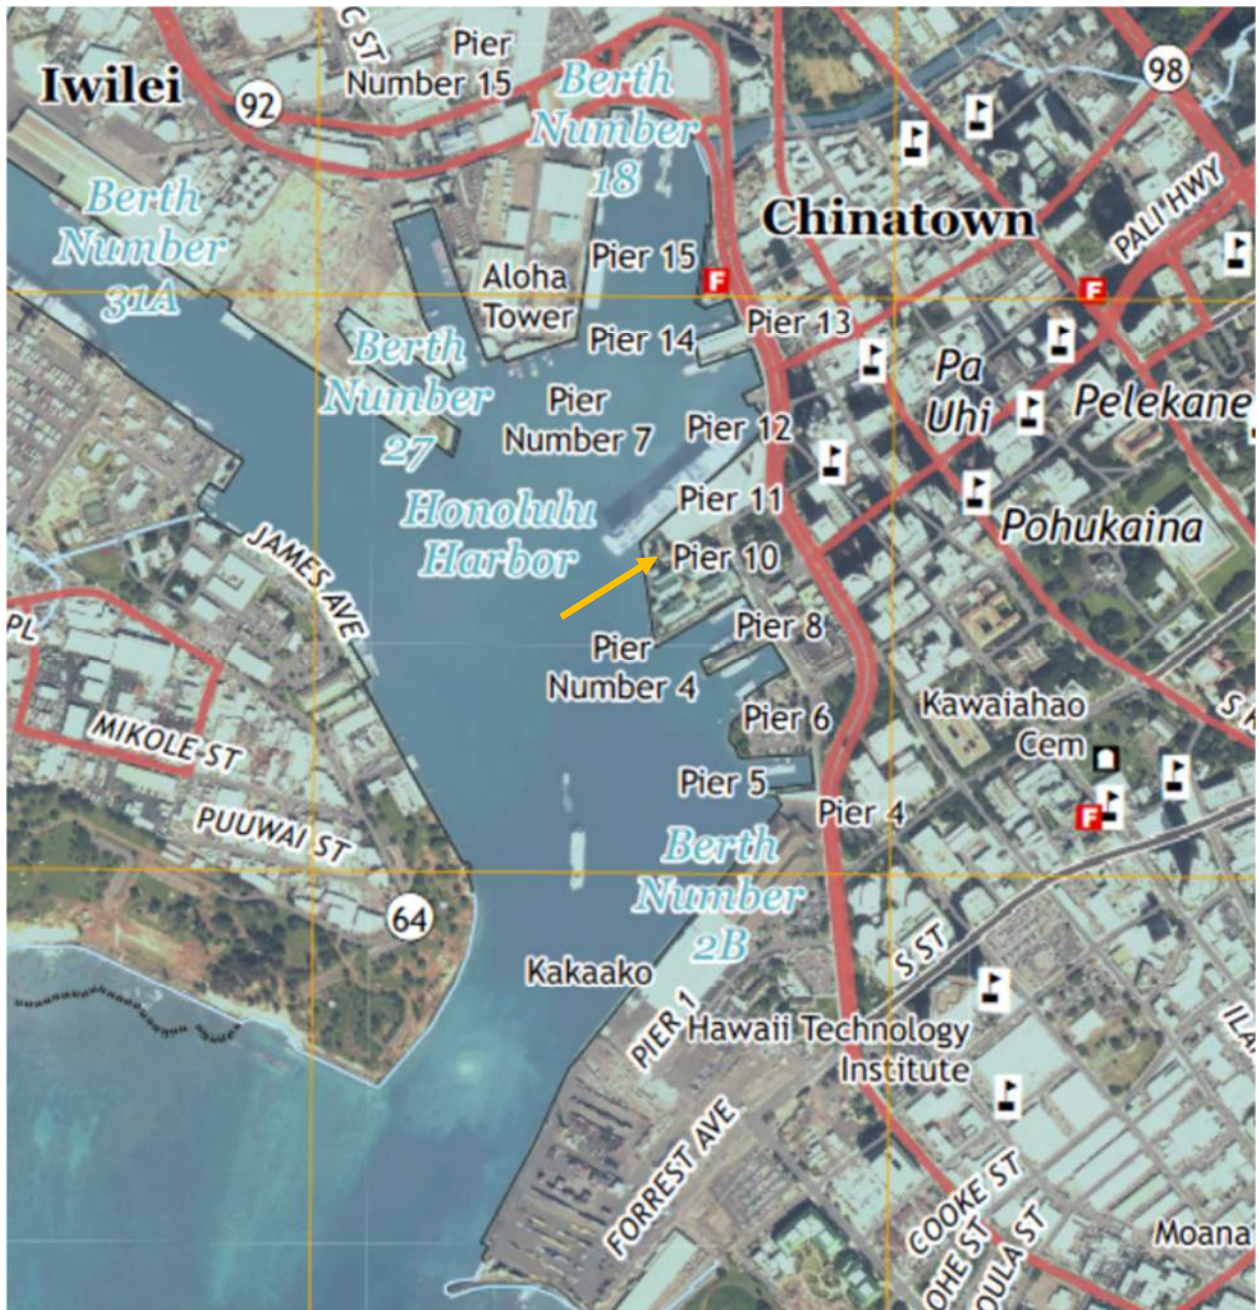 C ST
Pier
Number 15
Iwilei
92
Berth
Number
18
98
Berth
Number
31A
PALI HWY
Chinatown
Pier 15
F
F
Aloha
Tower
Pier 13
Pier 14
Berth
Number
27
Pa
Uhi
Pelekane
Pier
Number 7
Pier 12
Pier 11
Honolulu
Harbor
Pohukaina
Pier 10
JAMES AVE
PL
Pier 8
Pier
Number 4
Kawaiahao
Cem
Pier 6
MIKOLE ST
Pier 5
Pier 4
F
PUUWAI ST
Berth
Number
2B
64
S ST
Kakaako
PIER 1
Hawaii Technology
Institute
FORREST AVE
COOKE ST
OHE ST
OULA ST
Moana